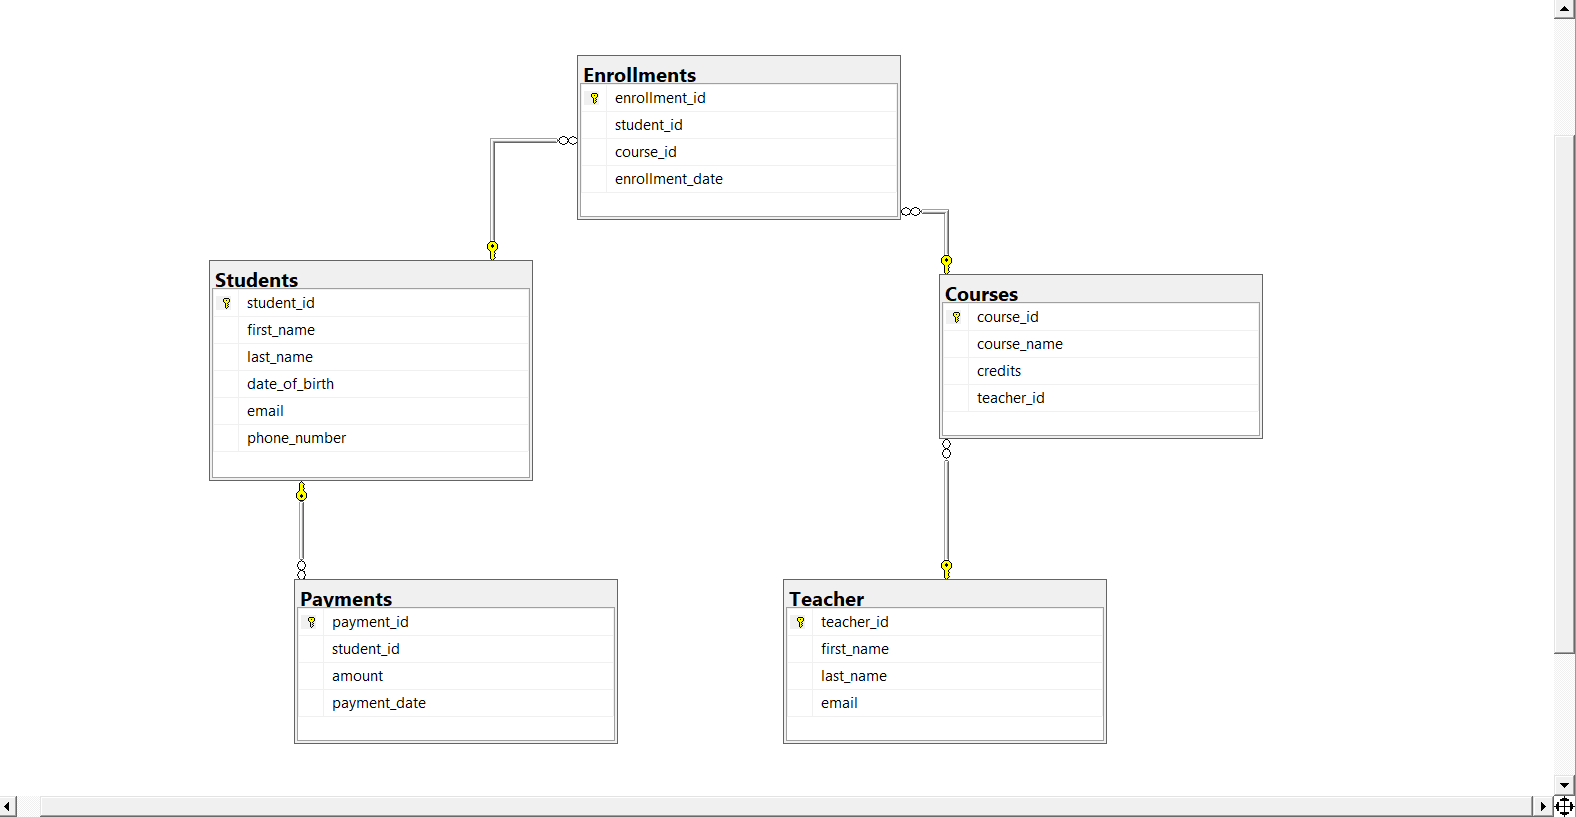 Enrollments
enrollment_id
student_id
course_id
enrollment_date
Students
student_id
first_name
last_name
date_of_birth
email
phone_number
Courses
course_id
course_name
credits
teacher_id
Payments
payment_id
student_id
amount
payment_date
Teacher
teacher_id
first_name
last_name
email